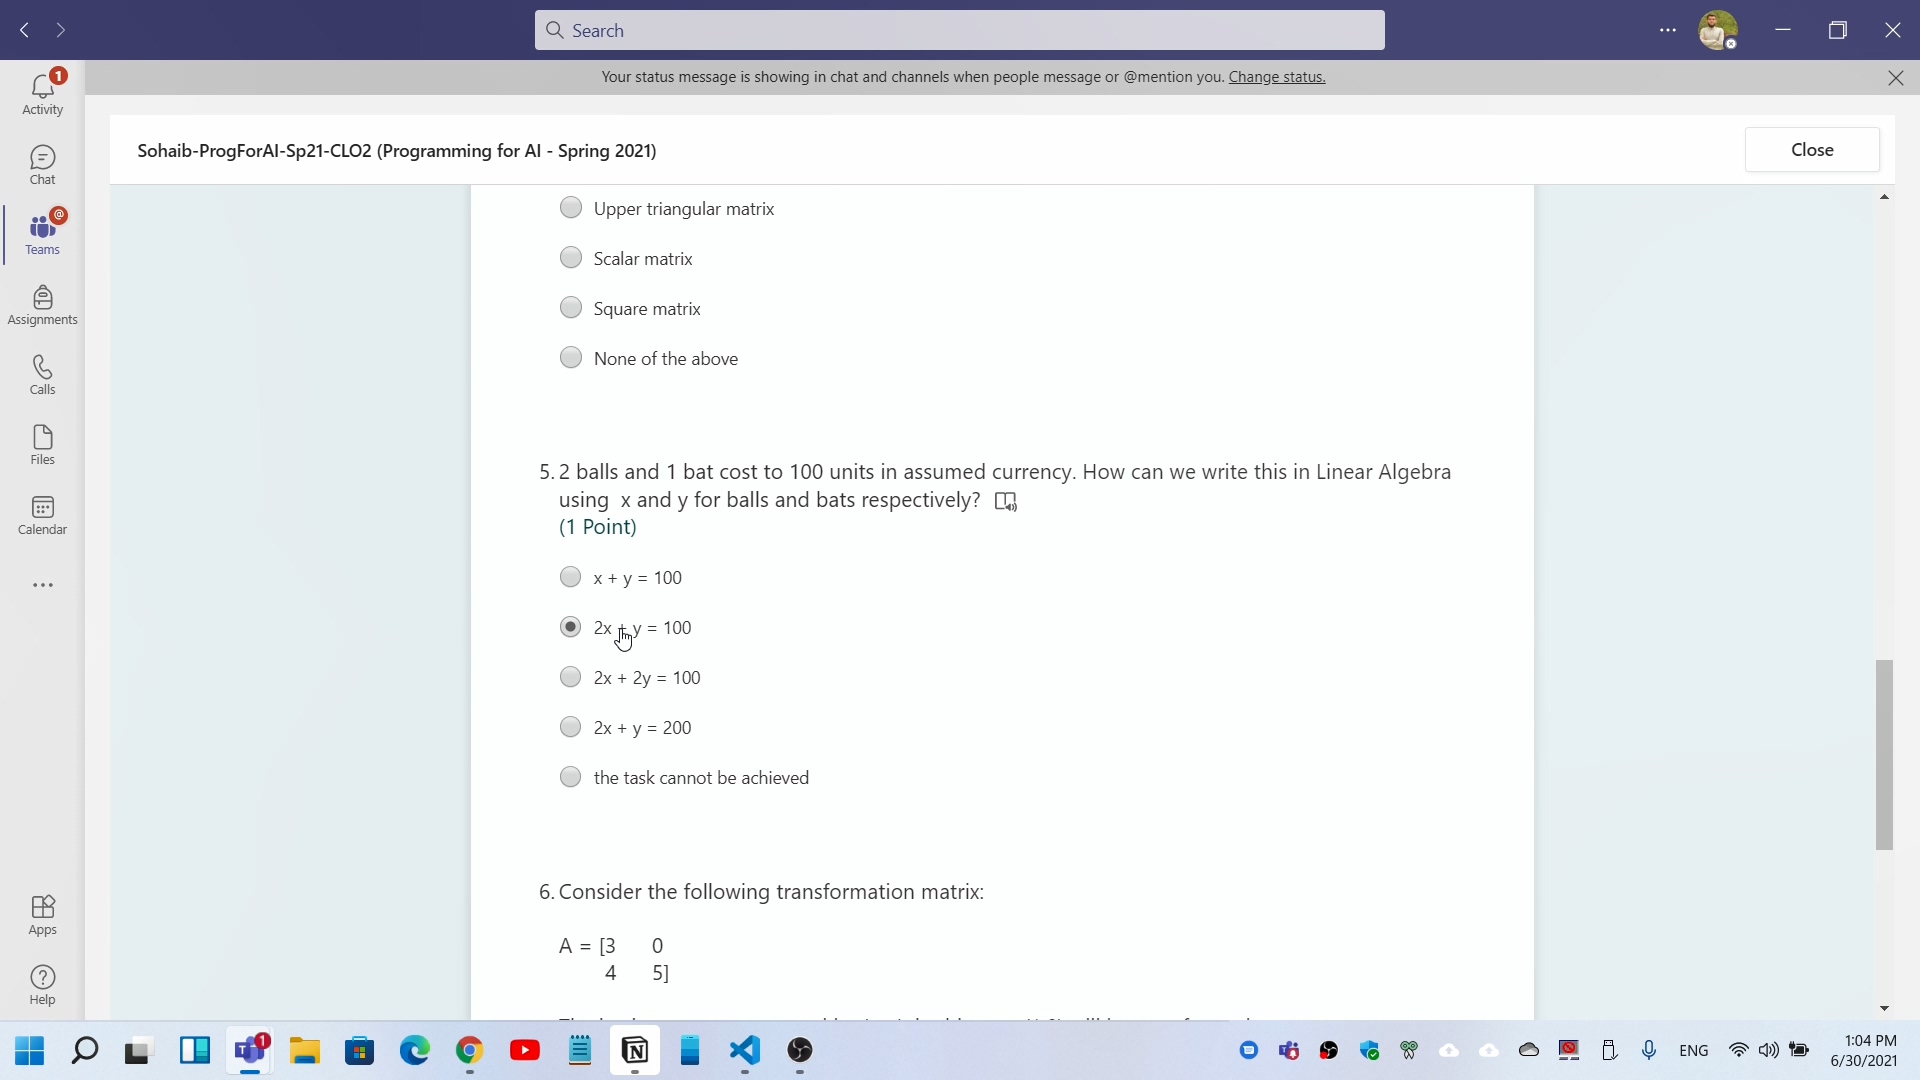 Search
Your status message is showing in chat and channels when people message or @mention you. Change status.
1
Activity
Chat
@
Teams
Assignments
Calls
Files
Calendar
Apps
Help
Sohaib-ProgForAI-Sp21-CLO2 (Programming for AI - Spring 2021)
Close
Upper triangular matrix
Scalar matrix
Square matrix
None of the above
5. 2 balls and 1 bat cost to 100 units in assumed currency. How can we write this in Linear Algebra
using x and y for balls and bats respectively?
(1 Point)
x + y = 100
2x + y = 100
2x + 2y = 100
2x + y = 200
the task cannot be achieved
6. Consider the following transformation matrix:
A = [3 0
4 5]
1
ENG
1:04 PM
6/30/2021